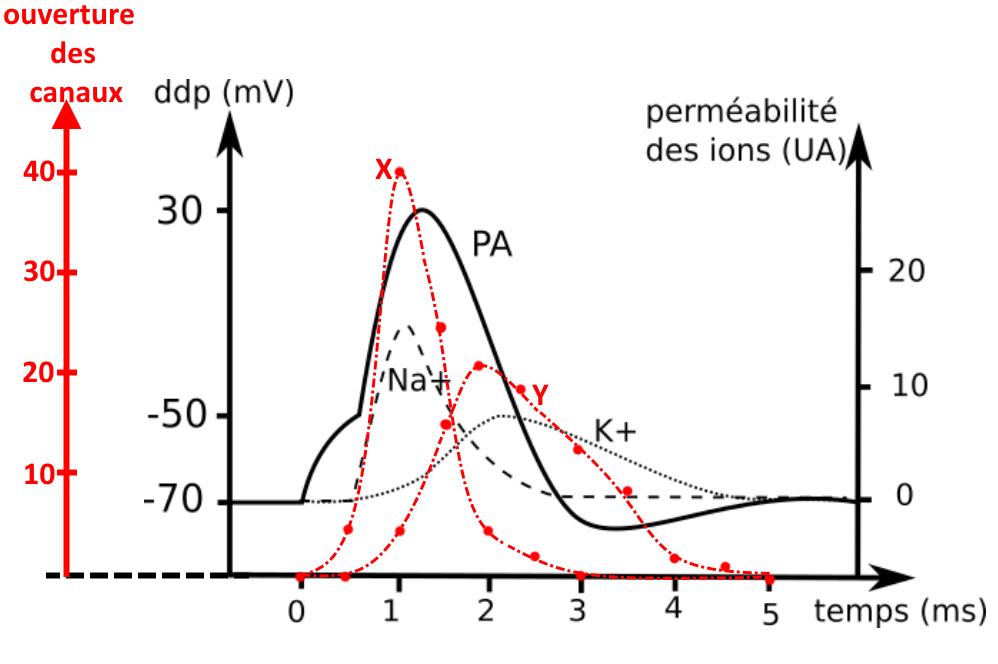 ouverture
des
canaux
ddp (mV)
perméabilité
des ions (UA)
40
X
30
PA
30
20
20
Na+
10
Y
-50
K+
10
-70
0
0
1
2
3
4
5
temps (ms)